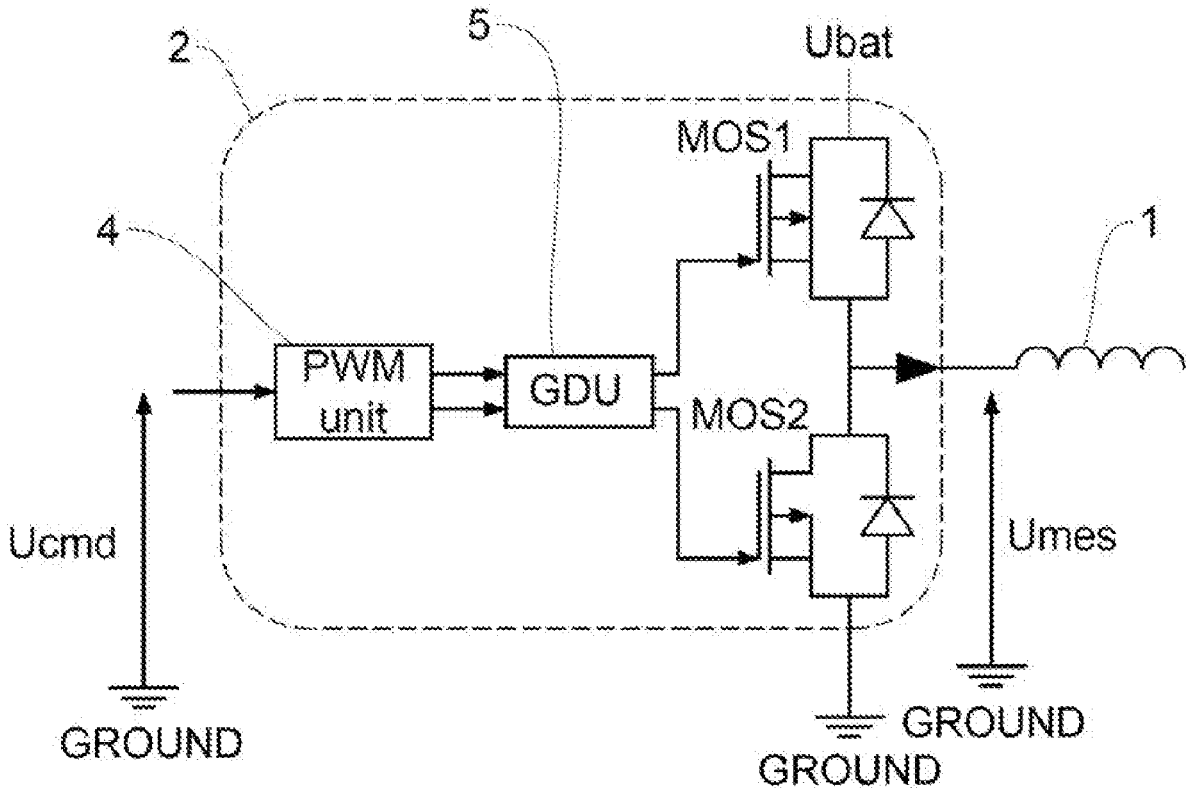 5
2
Ubat
MOS1
4
1
PWM
unit
GDU
MOS2
Ucmd
Umes
GROUND
GROUND
GROUND